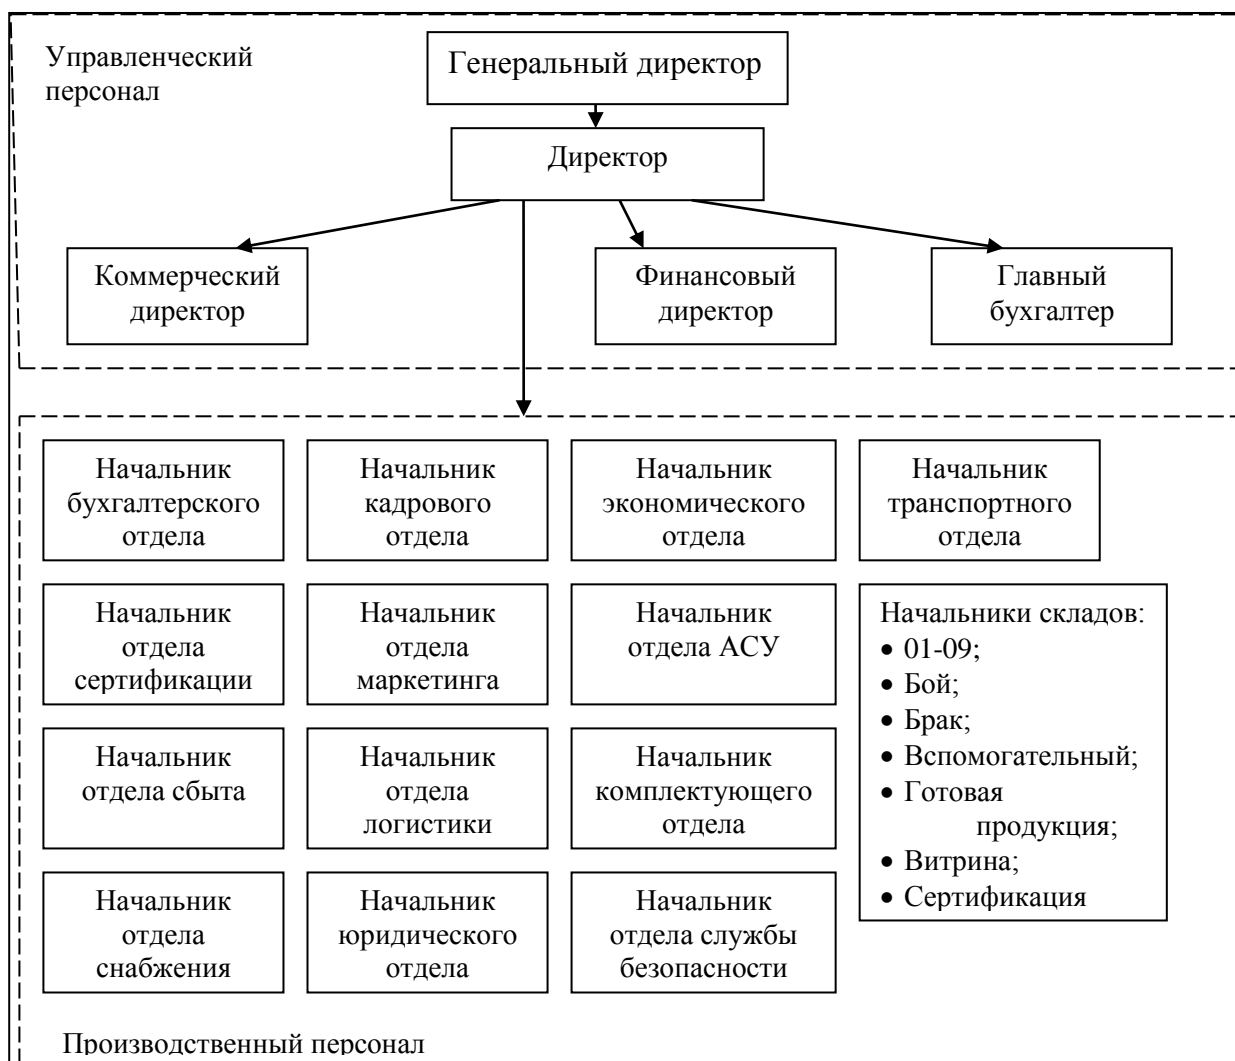 Управленческий
персонал
Генеральный директор
Директор
Коммерческий
директор
Финансовый
директор
Главный
бухгалтер
Начальник
бухгалтерского
отдела
Начальник
кадрового
отдела
Начальник
экономического
отдела
Начальник
транспортного
отдела
Начальник
отдела
сертификации
Начальник
отдела
маркетинга
Начальник
отдела АСУ
Начальники складов:
• 01-09;
• Бой;
• Брак;
• Вспомогательный;
• Готовая
продукция;
• Витрина;
• Сертификация
Начальник
отдела сбыта
Начальник
отдела
логистики
Начальник
комплектующего
отдела
Начальник
отдела
снабжения
Начальник
юридического
отдела
Начальник
отдела службы
безопасности
Производственный персонал